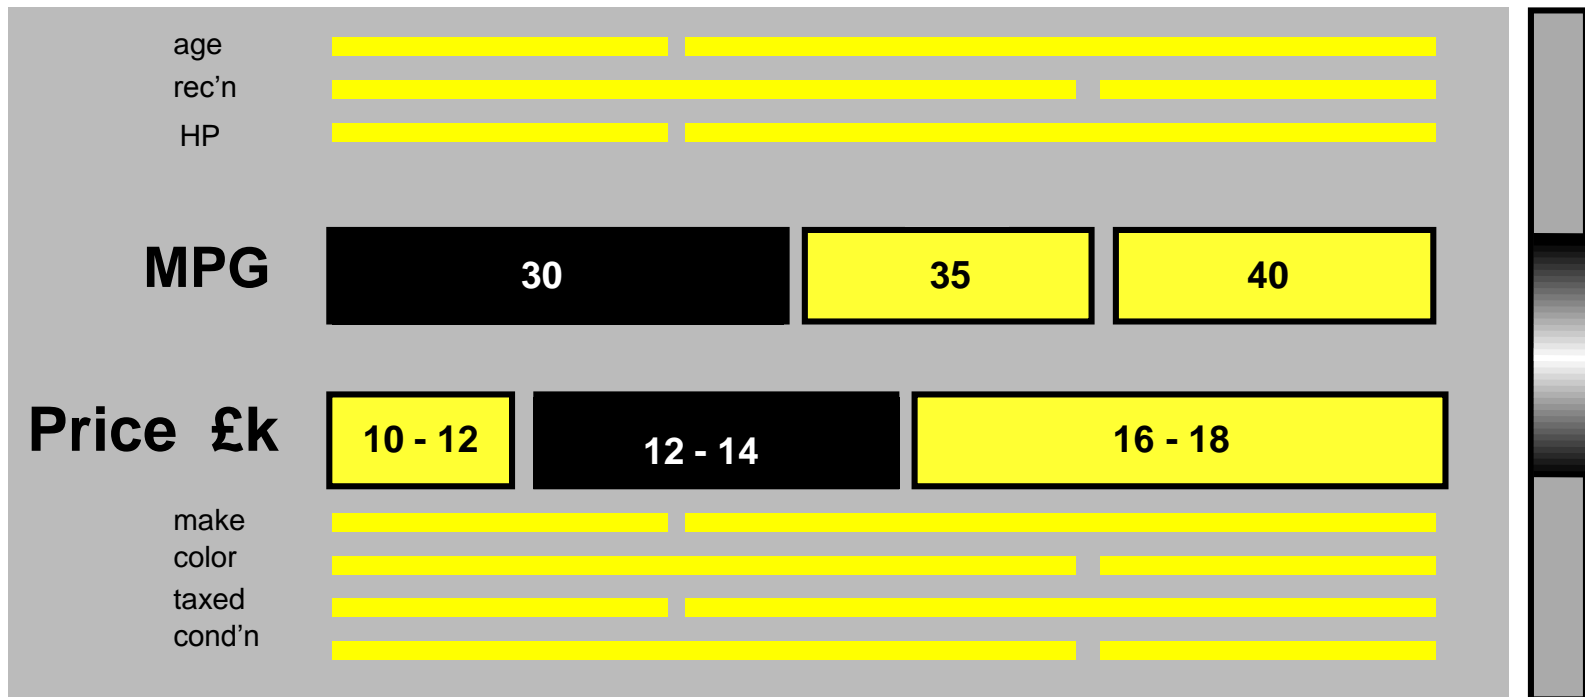 age
rec’n
HP
MPG 30 35 40
Price £k 10 - 12 12 - 14 16 - 18
make
color
taxed
cond’n